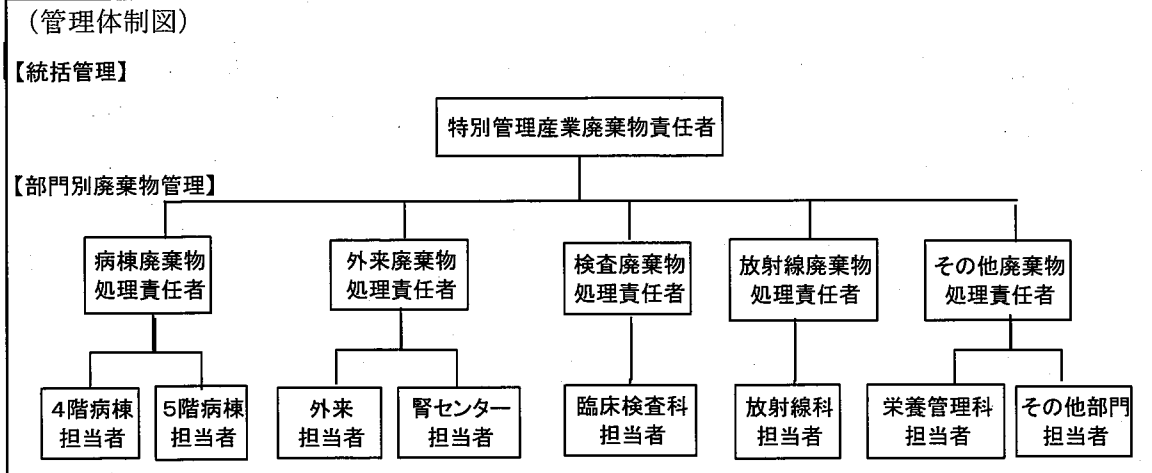 (管理体制図)
【統括管理】
特別管理産業廃棄物責任者
【部門別廃棄物管理】
病棟廃棄物
処理責任者
外来廃棄物
処理責任者
検査廃棄物
処理責任者
放射線廃棄物
処理責任者
その他廃棄物
処理責任者
4階病棟
担当者
5階病棟
担当者
外来
担当者
腎センター
担当者
臨床検査科
担当者
放射線科
担当者
栄養管理科
担当者
その他部門
担当者